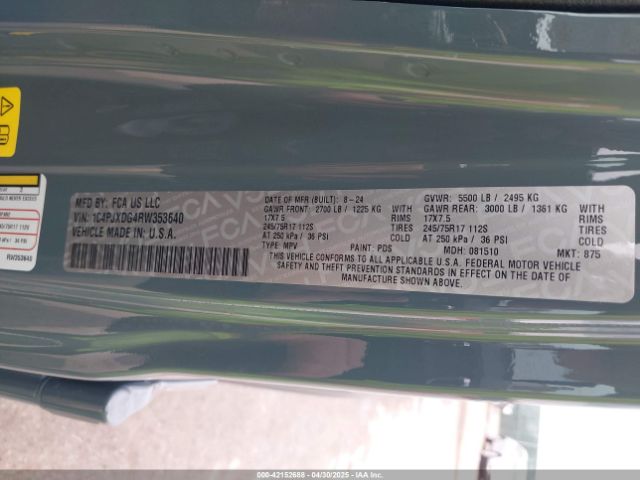 MFD BY: FCA US LLC
VIN: 1C4PJXDG4RW353640
VEHICLE MADE IN U.S.A.
DATE OF MFR (BUILT): 8-24
GAWR FRONT: 2700 LB / 1225 KG
17X7.5 RIMS
245/75R17 112S TIRES
AT 250 kPa / 36 PSI COLD
TYPE: MPV PAINT: PDS
GVWR: 5500 LB / 2495 KG
GAWR REAR: 3000 LB / 1361 KG
17X7.5 RIMS
245/75R17 112S TIRES
AT 250 kPa / 36 PSI COLD
MDH: 081510 MKT: 875
THIS VEHICLE CONFORMS TO ALL APPLICABLE U.S.A. FEDERAL MOTOR VEHICLE
SAFETY AND THEFT PREVENTION STANDARDS IN EFFECT ON THE DATE OF
MANUFACTURE SHOWN ABOVE.
RW353640
000-42152688 - 04/30/2025 - IAAI.com